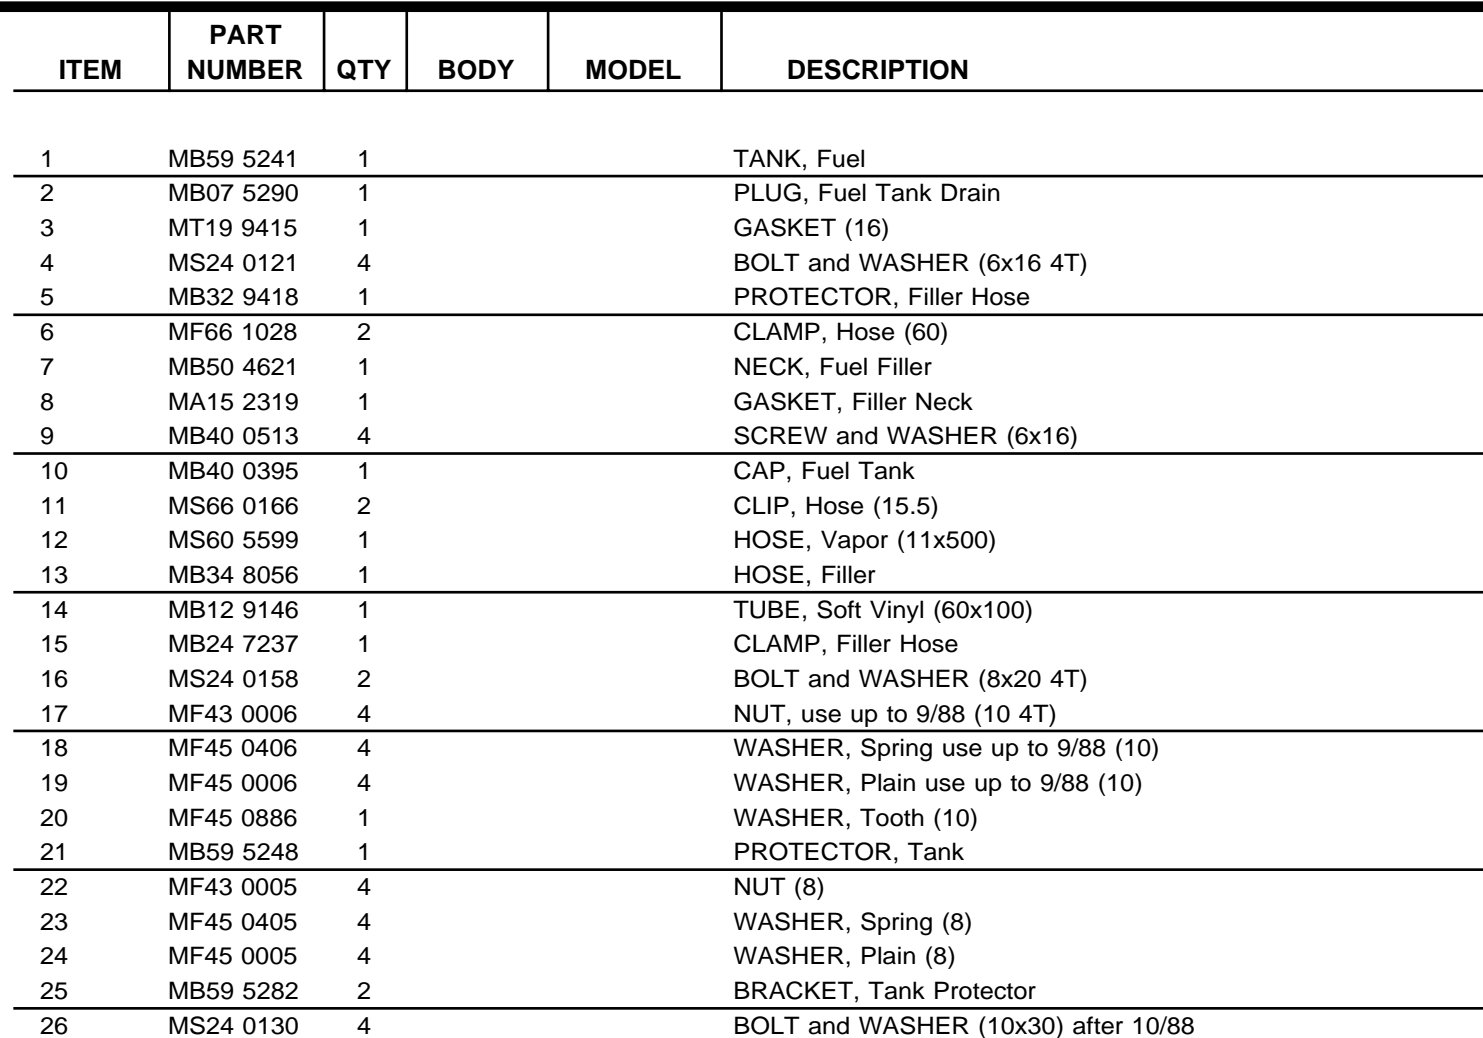 PART
ITEM NUMBER QTY BODY MODEL DESCRIPTION
1 MB59 5241 1 TANK, Fuel
2 MB07 5290 1 PLUG, Fuel Tank Drain
3 MT19 9415 1 GASKET (16)
4 MS24 0121 4 BOLT and WASHER (6x16 4T)
5 MB32 9418 1 PROTECTOR, Filler Hose
6 MF66 1028 2 CLAMP, Hose (60)
7 MB50 4621 1 NECK, Fuel Filler
8 MA15 2319 1 GASKET, Filler Neck
9 MB40 0513 4 SCREW and WASHER (6x16)
10 MB40 0395 1 CAP, Fuel Tank
11 MS66 0166 2 CLIP, Hose (15.5)
12 MS60 5599 1 HOSE, Vapor (11x500)
13 MB34 8056 1 HOSE, Filler
14 MB12 9146 1 TUBE, Soft Vinyl (60x100)
15 MB24 7237 1 CLAMP, Filler Hose
16 MS24 0158 2 BOLT and WASHER (8x20 4T)
17 MF43 0006 4 NUT, use up to 9/88 (10 4T)
18 MF45 0406 4 WASHER, Spring use up to 9/88 (10)
19 MF45 0006 4 WASHER, Plain use up to 9/88 (10)
20 MF45 0886 1 WASHER, Tooth (10)
21 MB59 5248 1 PROTECTOR, Tank
22 MF43 0005 4 NUT (8)
23 MF45 0405 4 WASHER, Spring (8)
24 MF45 0005 4 WASHER, Plain (8)
25 MB59 5282 2 BRACKET, Tank Protector
26 MS24 0130 4 BOLT and WASHER (10x30) after 10/88